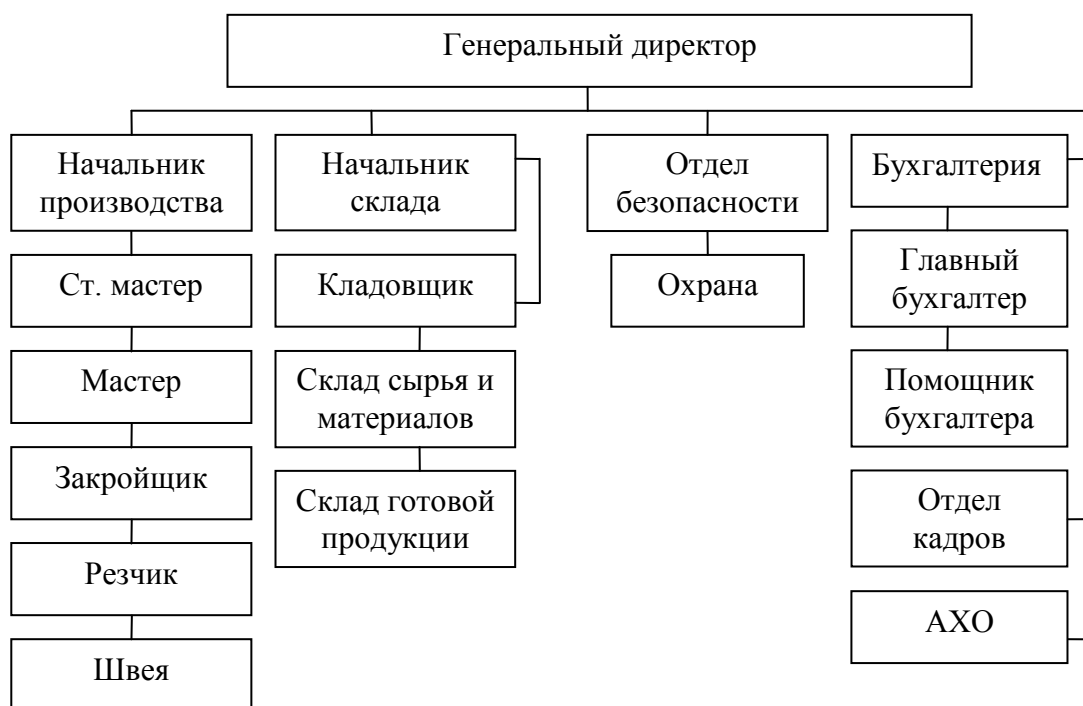 Генеральный директор
Начальник
производства
Ст. мастер
Мастер
Закройщик
Резчик
Швея
Начальник
склада
Кладовщик
Склад сырья и
материалов
Склад готовой
продукции
Отдел
безопасности
Охрана
Бухгалтерия
Главный
бухгалтер
Помощник
бухгалтера
Отдел
кадров
АХО